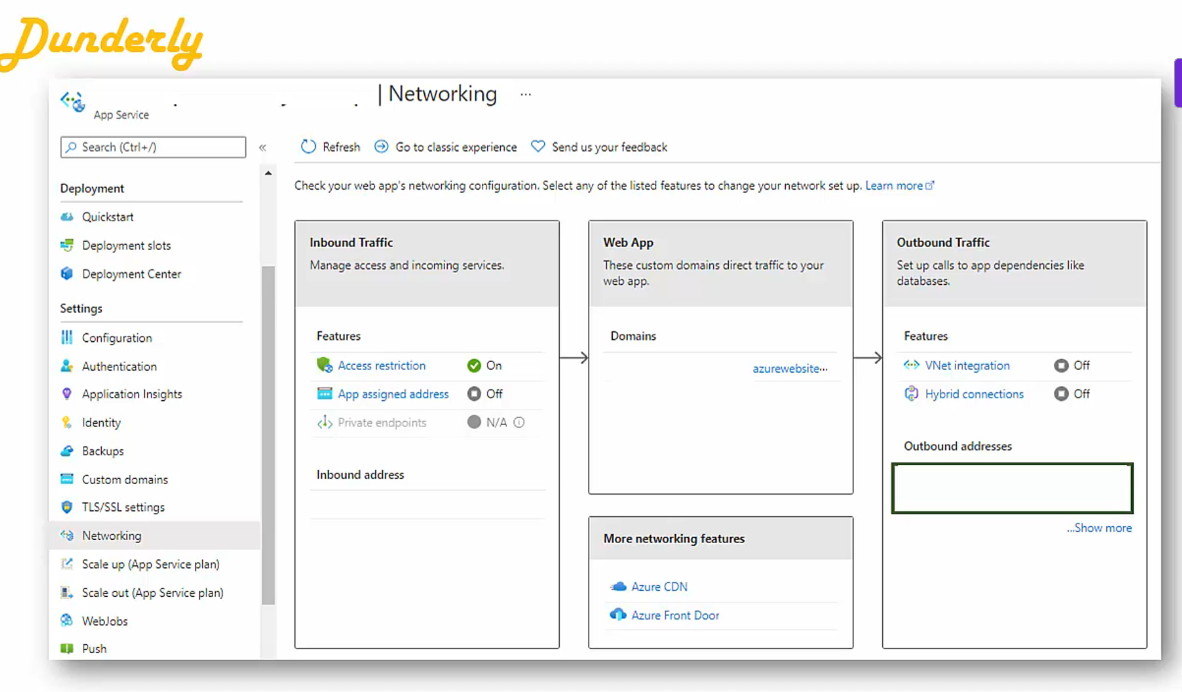 Dunderly
| Networking ...
App Service
Search (Ctrl+/)
«
Refresh
Go to classic experience
Send us your feedback
Check your web app's networking configuration. Select any of the listed features to change your network set up. Learn more
Deployment
Quickstart
Deployment slots
Deployment Center
Settings
Configuration
Authentication
Application Insights
Identity
Backups
Custom domains
TLS/SSL settings
Networking
Scale up (App Service plan)
Scale out (App Service plan)
WebJobs
Push
Inbound Traffic
Manage access and incoming services.
Features
Access restriction On
App assigned address Off
Private endpoints N/A
Inbound address
Web App
These custom domains direct traffic to your
web app.
Domains
azurewebsite...
More networking features
Azure CDN
Azure Front Door
Outbound Traffic
Set up calls to app dependencies like
databases.
Features
VNet integration Off
Hybrid connections Off
Outbound addresses
...Show more